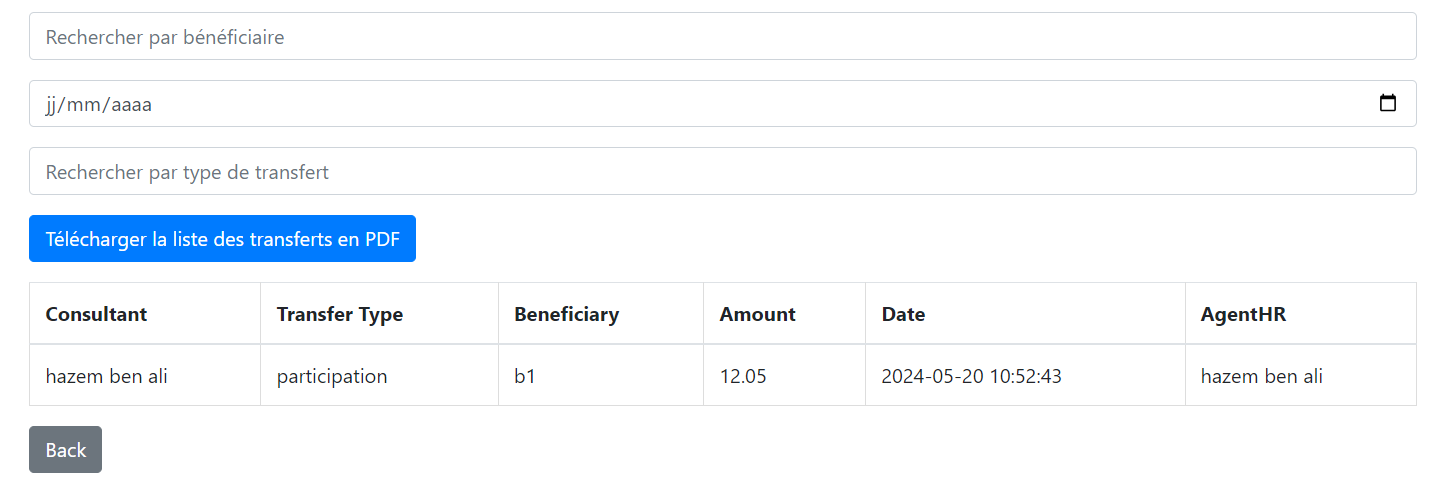 Rechercher par bénéficiaire
jj/mm/aaaa
Rechercher par type de transfert
Télécharger la liste des transferts en PDF
Consultant Transfer Type Beneficiary Amount Date AgentHR
hazem ben ali participation b1 12.05 2024-05-20 10:52:43 hazem ben ali
Back